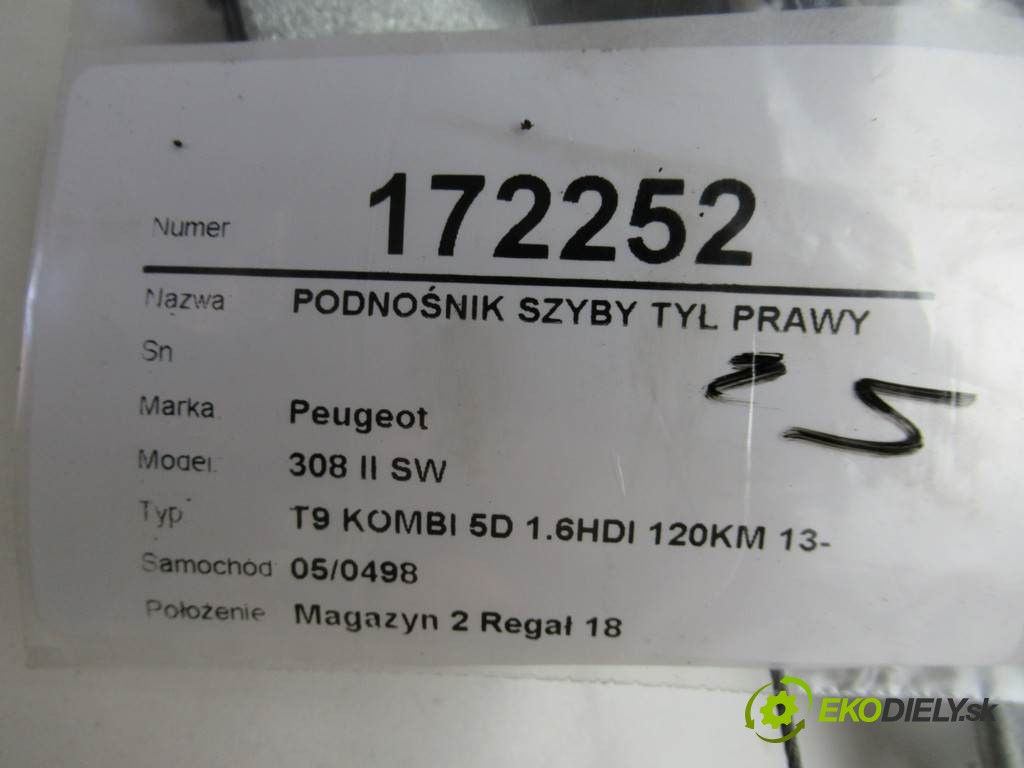 Numer 172252
Nazwa PODNOŚNIK SZYBY TYL PRAWY
Sn
Marka Peugeot
Model 308 II SW
Typ T9 KOMBI 5D 1.6HDI 120KM 13-
Samochód 05/0498
Położenie Magazyn 2 Regał 18
EKODIELY.sk